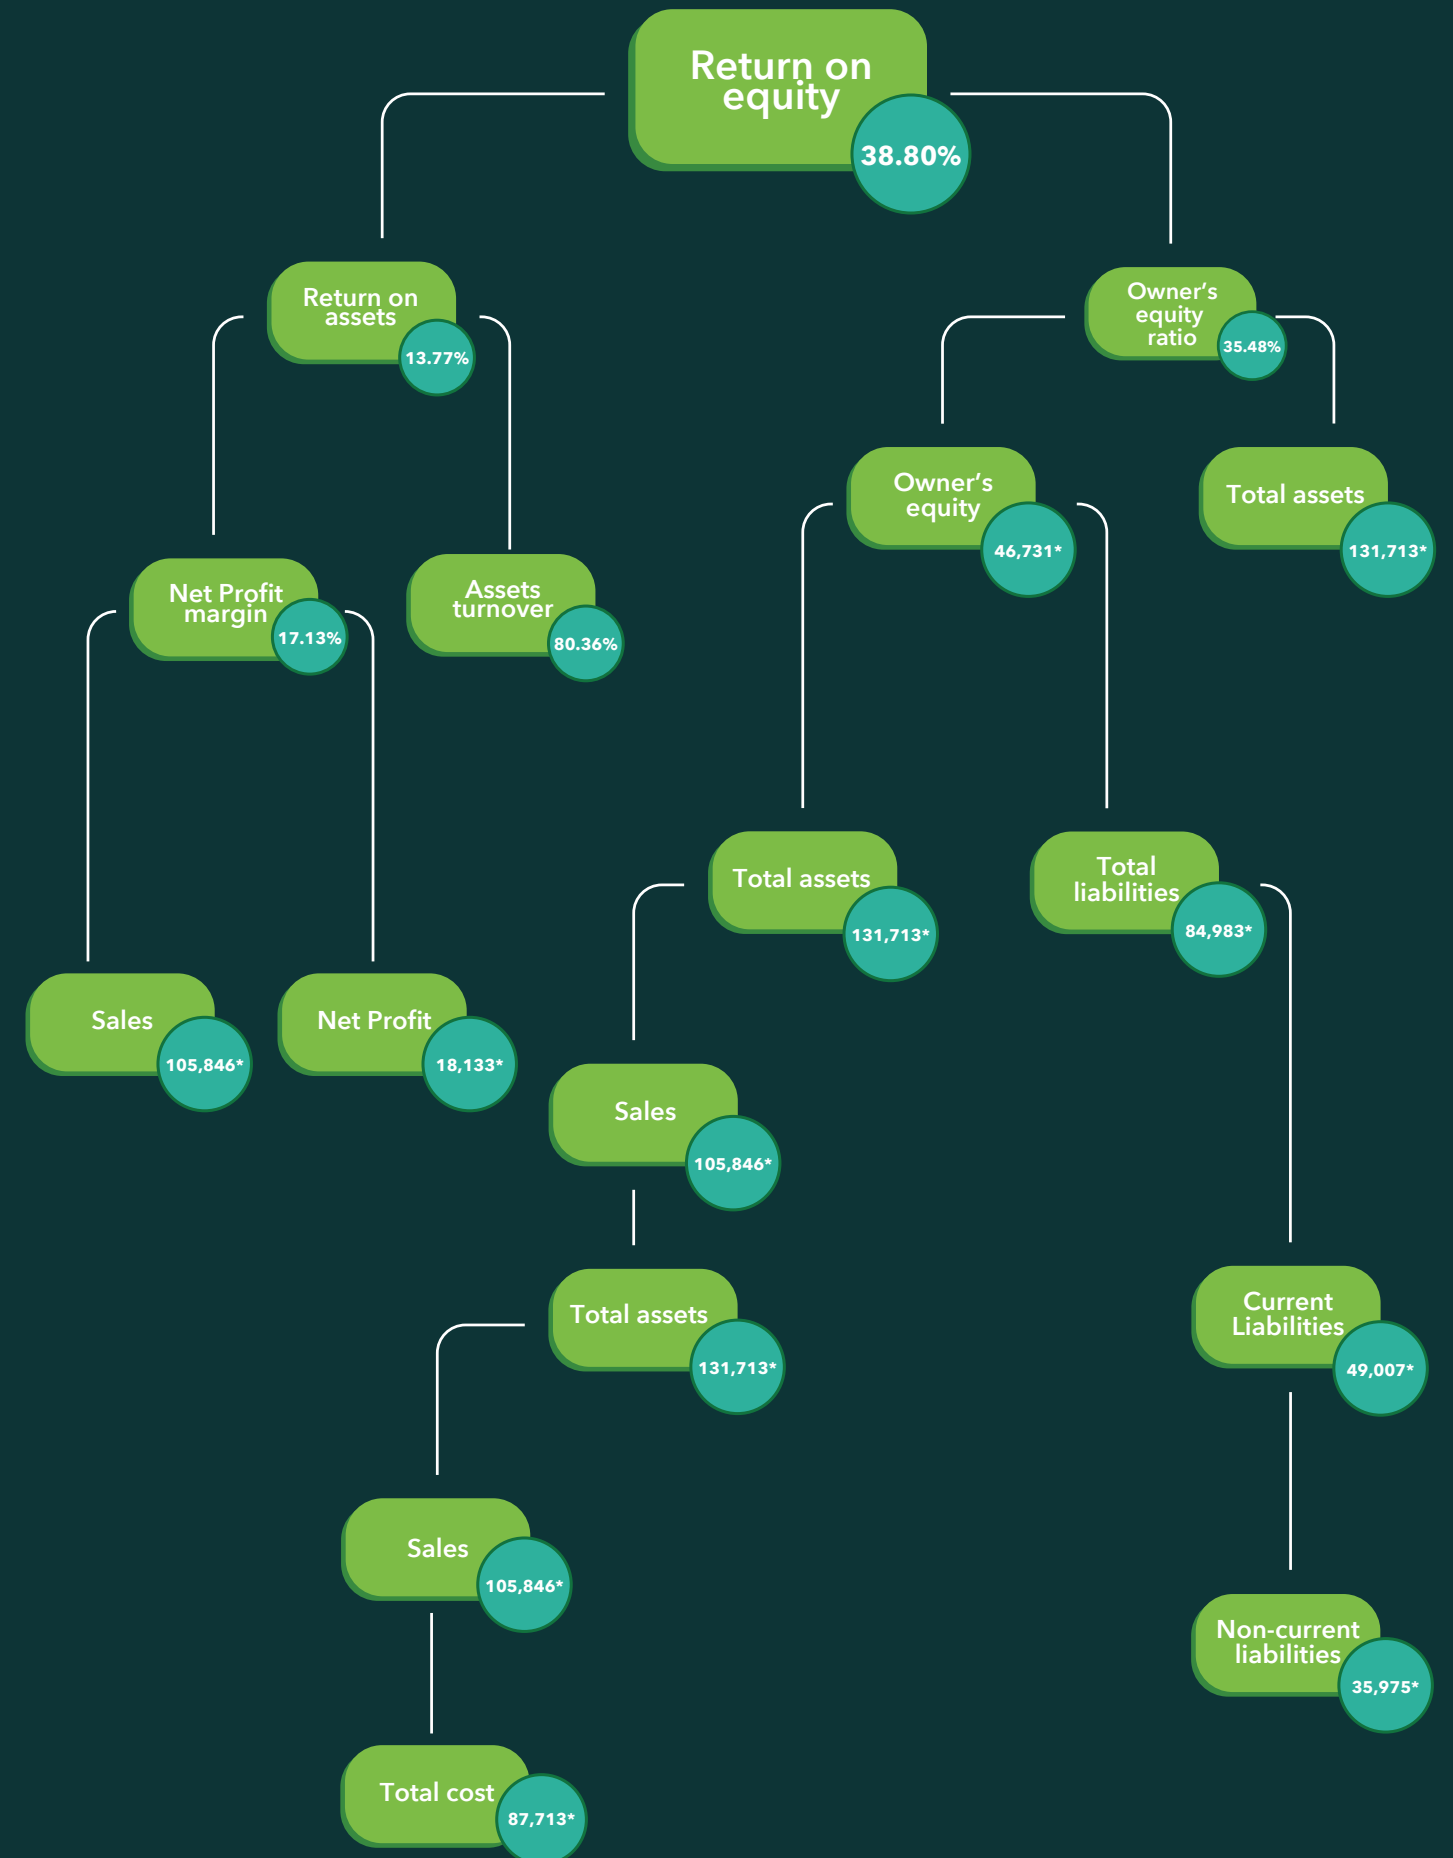 Return on
equity
38.80%
Return on
assets
13.77%
Owner's
equity
ratio
35.48%
Owner's
equity
46,731*
Total assets
131,713*
Net Profit
margin
17.13%
Assets
turnover
80.36%
Total assets
131,713*
Total
liabilities
84,983*
Sales
105,846*
Net Profit
18,133*
Sales
105,846*
Total assets
131,713*
Current
Liabilities
49,007*
Sales
105,846*
Non-current
liabilities
35,975*
Total cost
87,713*